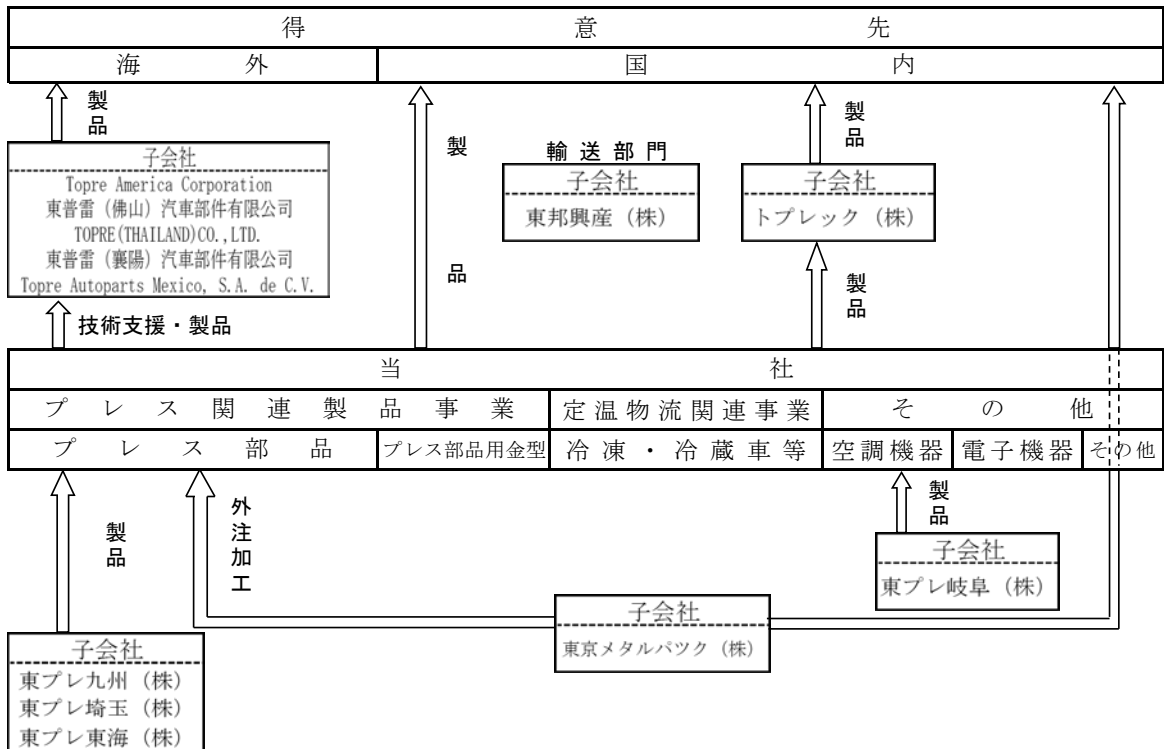 得意先
海外 国内
製品
子会社
Topre America Corporation
東普雷（佛山）汽車部件有限公司
TOPRE(THAILAND)CO.,LTD.
東普雷（襄陽）汽車部件有限公司
Topre Autoparts Mexico, S.A. de C.V.
技術支援・製品
製品
輸送部門
子会社
東邦興産（株）
製品
子会社
トプレック（株）
製品
当社
プレス関連製品事業 定温物流関連事業 その他
プレス部品 プレス部品用金型 冷凍・冷蔵車等 空調機器 電子機器 その他
製品
外注加工
製品
子会社
東プレ岐阜（株）
子会社
東京メタルパツク（株）
子会社
東プレ九州（株）
東プレ埼玉（株）
東プレ東海（株）